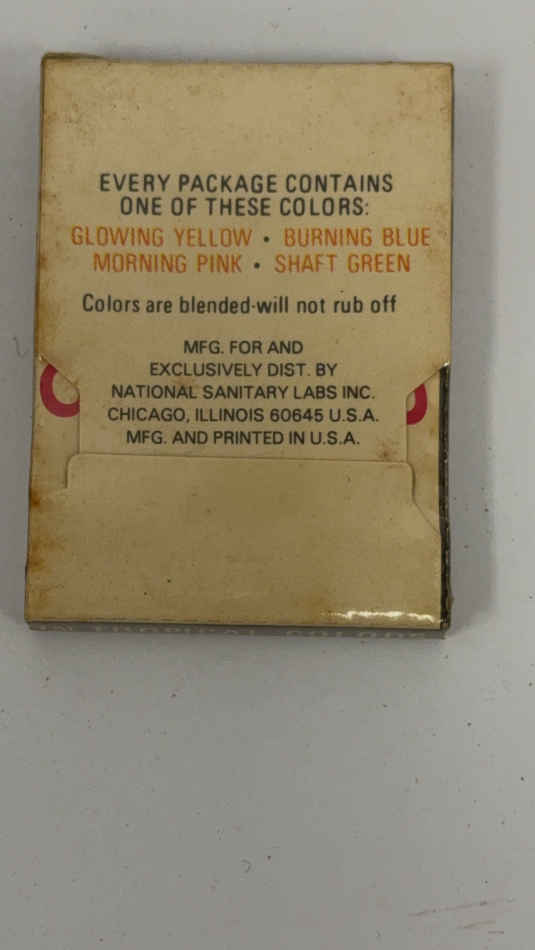 EVERY PACKAGE CONTAINS
ONE OF THESE COLORS:
GLOWING YELLOW • BURNING BLUE
MORNING PINK • SHAFT GREEN
Colors are blended-will not rub off
MFG. FOR AND
EXCLUSIVELY DIST. BY
NATIONAL SANITARY LABS INC.
CHICAGO, ILLINOIS 60645 U.S.A.
MFG. AND PRINTED IN U.S.A.
TROPICAL COLORS